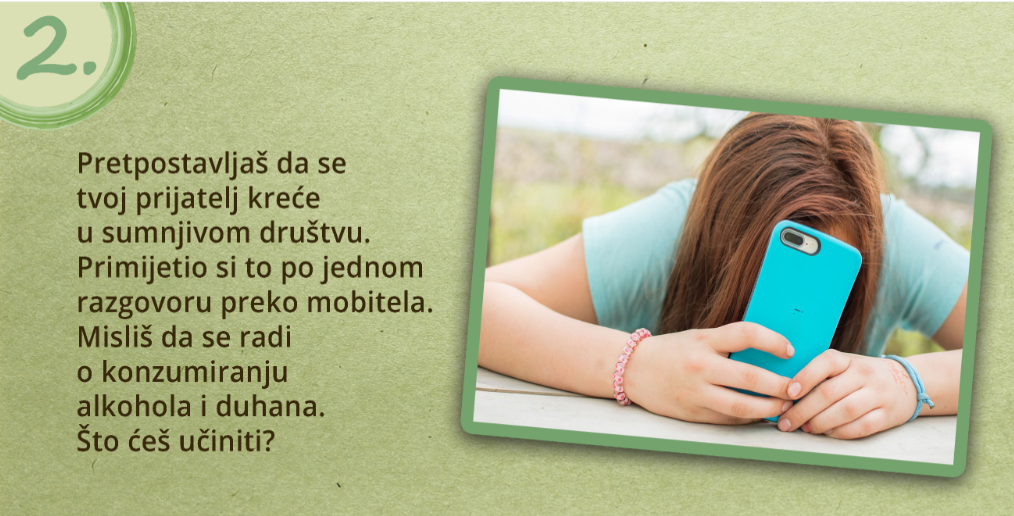 2.
Pretpostavljaš da se
tvoj prijatelj kreće
u sumnjivom društvu.
Primijetio si to po jednom
razgovoru preko mobitela.
Misliš da se radi
o konzumiranju
alkohola i duhana.
Što ćeš učiniti?